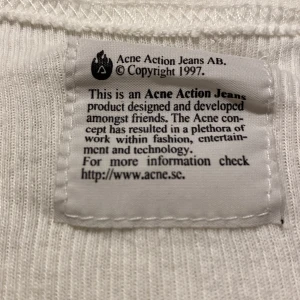 Acne Action Jeans AB.
© Copyright 1997.
This is an Acne Action Jeans
product designed and developed
amongst friends. The Acne con-
cept has resulted in a plethora of
work within fashion, entertain-
ment and technology.
For more information check
http://www.acne.se.